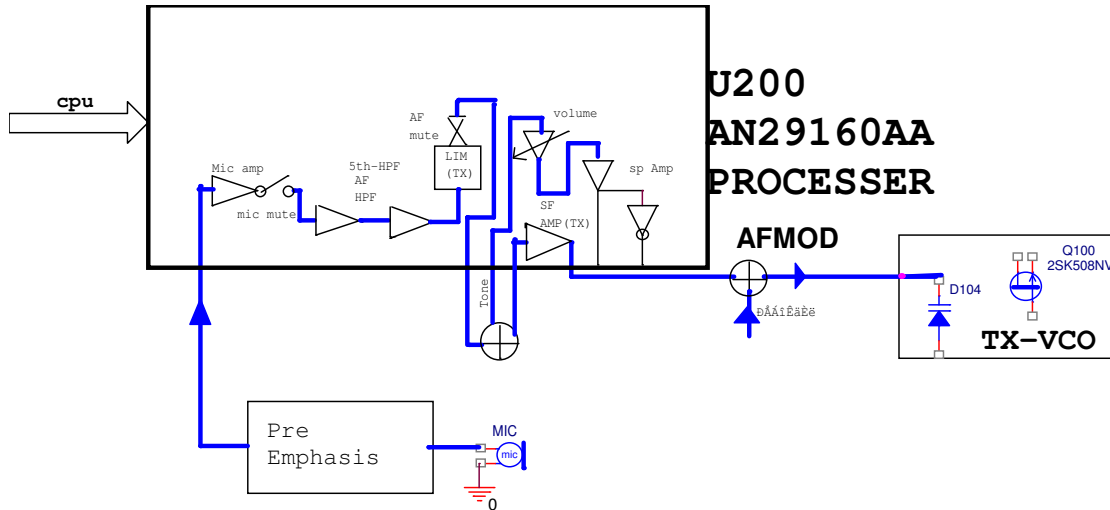 cpu
U200
AN29160AA
PROCESSER
AF
mute
volume
LIM
(TX)
Mic amp
5th-HPF
AF
HPF
mic mute
sp Amp
SF
AMP(TX)
Tone
AFMOD
ÐÅÁîÊäÈë
Q100
2SK508NV
D104
TX-VCO
Pre
Emphasis
MIC
mic
0